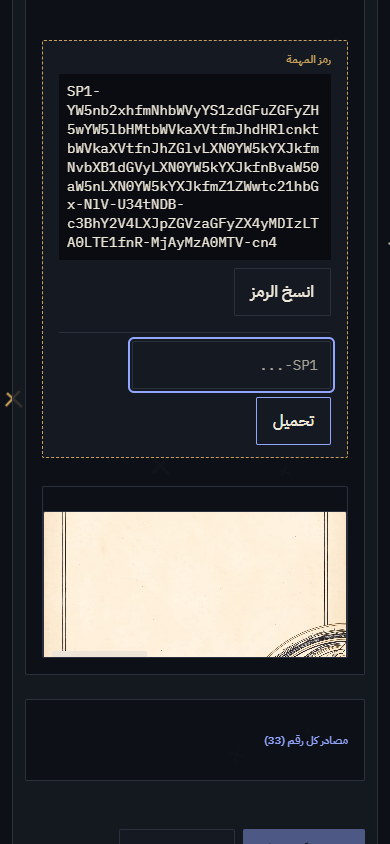 رمز المهمة
SP1-
YW5nb2xhfmNhbWVyYS1zdGFuZGFyZH
5wYW5lbHMtbWVkaXVtfmJhdHRlcnkt
bWVkaXVtfnJhZGlvLXN0YW5kYXJkfm
NvbXB1dGVyLXN0YW5kYXJkfnBvaW50
aW5nLXN0YW5kYXJkfmZ1ZWwtc21hbG
x-NlV-U34tNDB-
c3BhY2V4LXJpZGVzaGFyZX4yMDIzLT
A0LTE1fnR-MjAyMzA0MTV-cn4
انسخ الرمز
SP1-...
تحميل
مصادر كل رقم (33)